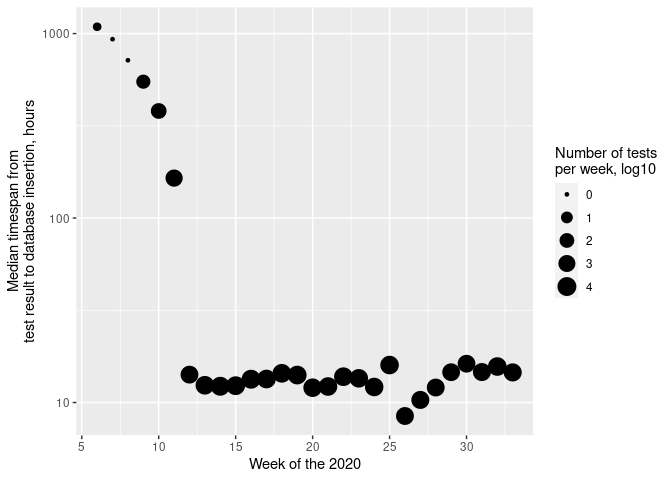 Median timespan from
test result to database insertion, hours
1000
100
10
5
10
15
20
25
30
Week of the 2020
Number of tests
per week, log10
0
1
2
3
4